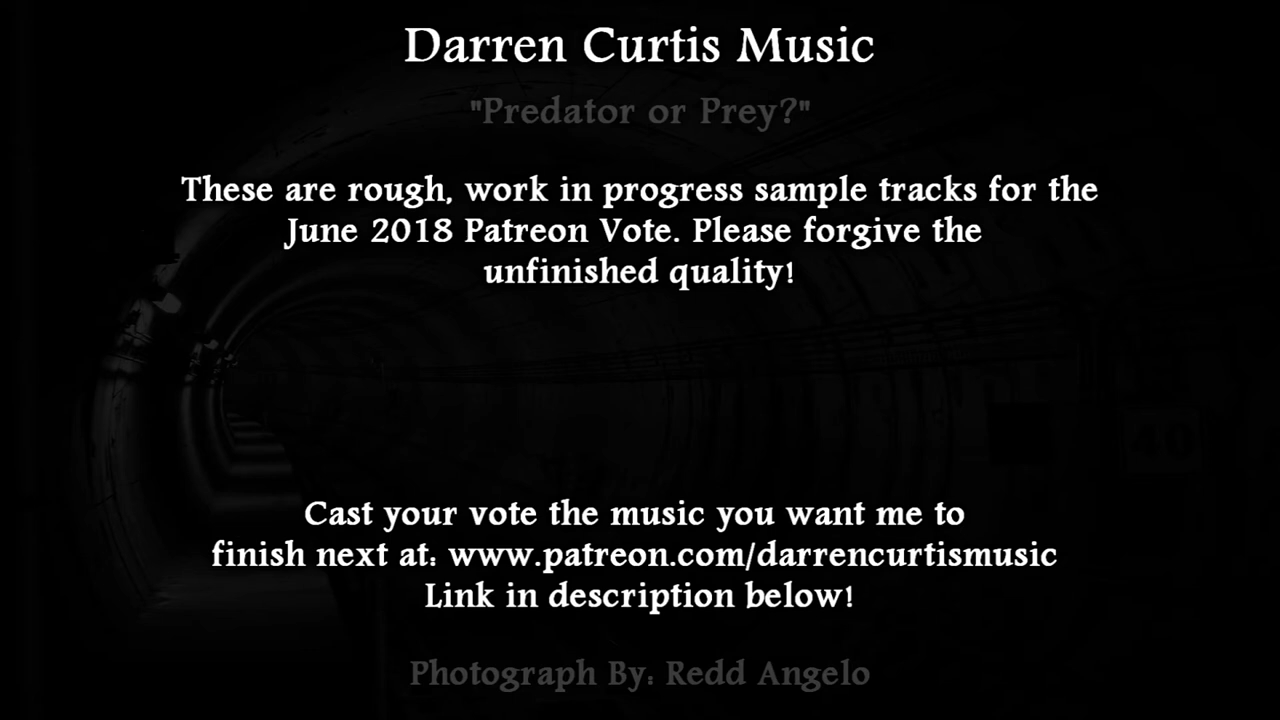 Darren Curtis Music
"Predator or Prey?"
These are rough, work in progress sample tracks for the
June 2018 Patreon Vote. Please forgive the
unfinished quality!
Cast your vote the music you want me to
finish next at: www.patreon.com/darrencurtismusic
Link in description below!
Photograph By: Redd Angelo